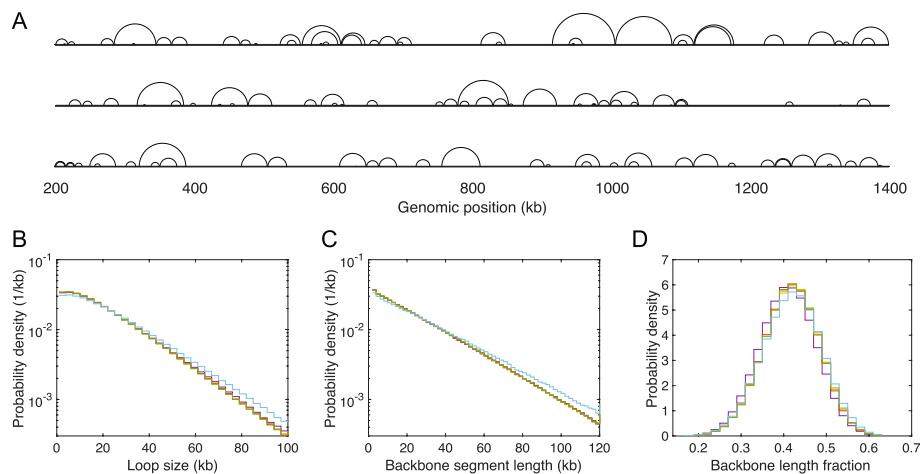 A
200 400 600 800 1000 1200 1400
Genomic position (kb)
B
Probability density (1/kb)
10-1
10-2
10-3
0 20 40 60 80 100
Loop size (kb)
C
Probability density (1/kb)
10-1
10-2
10-3
0 20 40 60 80 100 120
Backbone segment length (kb)
D
Probability density
7
6
5
4
3
2
1
0
0.2 0.3 0.4 0.5 0.6 0.7
Backbone length fraction